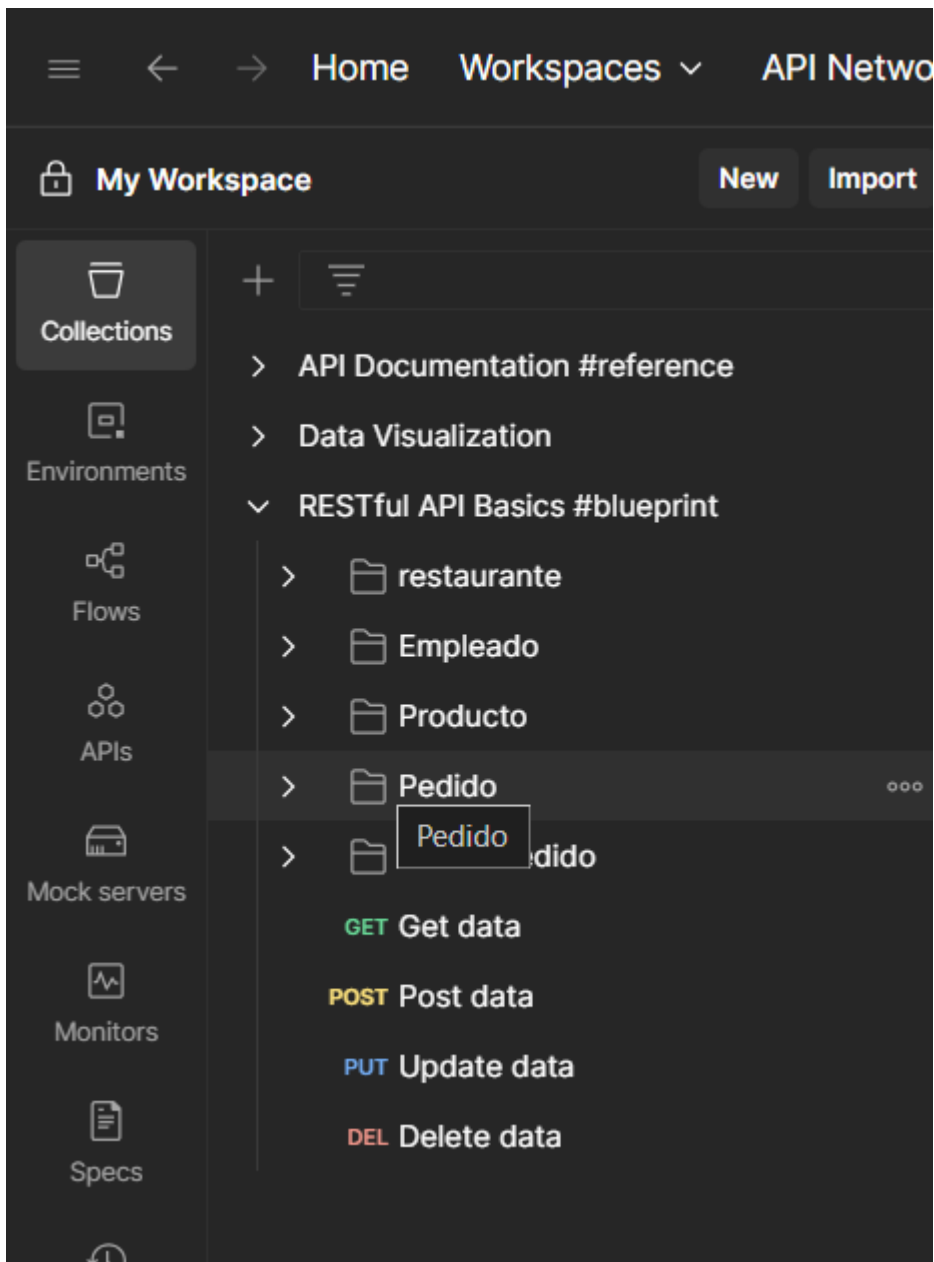 Home Workspaces API Netwo
My Workspace New Import
Collections
API Documentation #reference
Data Visualization
Environments
RESTful API Basics #blueprint
restaurante
Flows
Empleado
Producto
APIs
Pedido
Pedido
edido
Mock servers
GET Get data
POST Post data
Monitors
PUT Update data
DEL Delete data
Specs